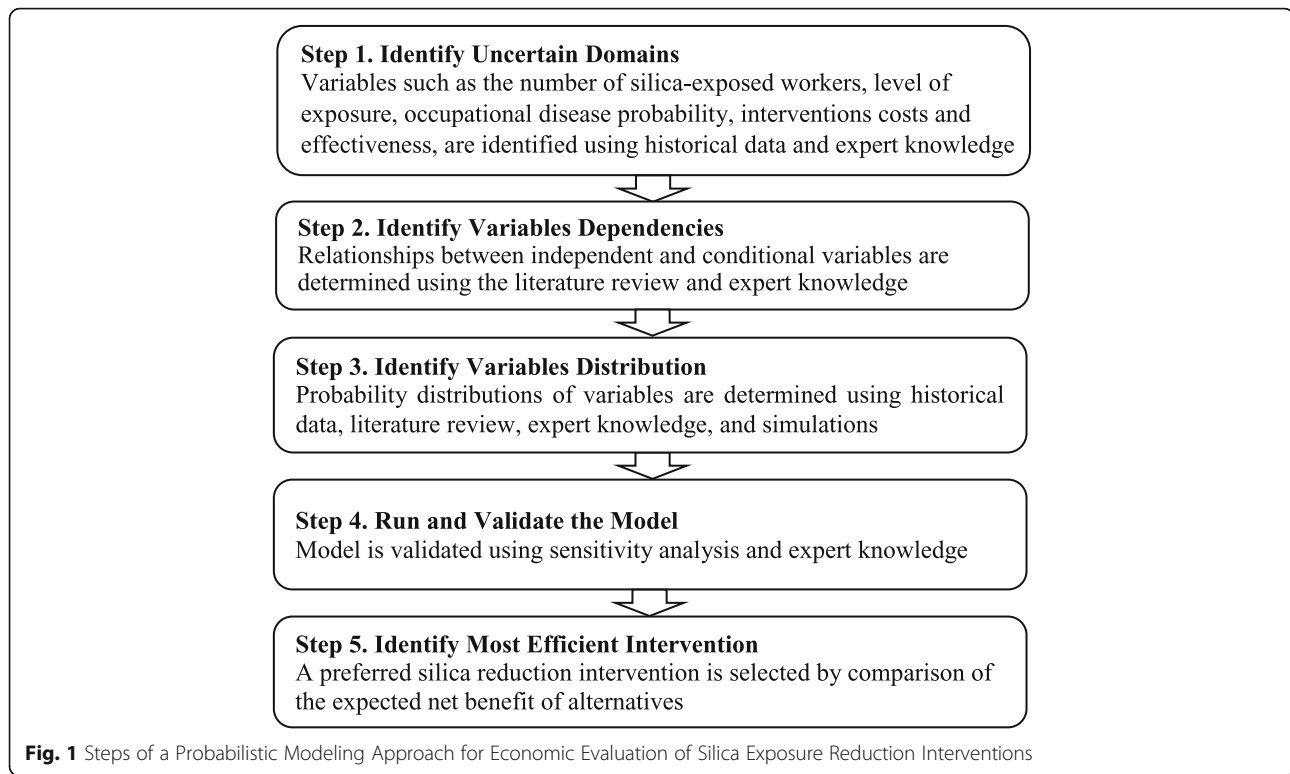 Step 1. Identify Uncertain Domains
Variables such as the number of silica-exposed workers, level of
exposure, occupational disease probability, interventions costs and
effectiveness, are identified using historical data and expert knowledge
Step 2. Identify Variables Dependencies
Relationships between independent and conditional variables are
determined using the literature review and expert knowledge
Step 3. Identify Variables Distribution
Probability distributions of variables are determined using historical
data, literature review, expert knowledge, and simulations
Step 4. Run and Validate the Model
Model is validated using sensitivity analysis and expert knowledge
Step 5. Identify Most Efficient Intervention
A preferred silica reduction intervention is selected by comparison of
the expected net benefit of alternatives
Fig. 1 Steps of a Probabilistic Modeling Approach for Economic Evaluation of Silica Exposure Reduction Interventions